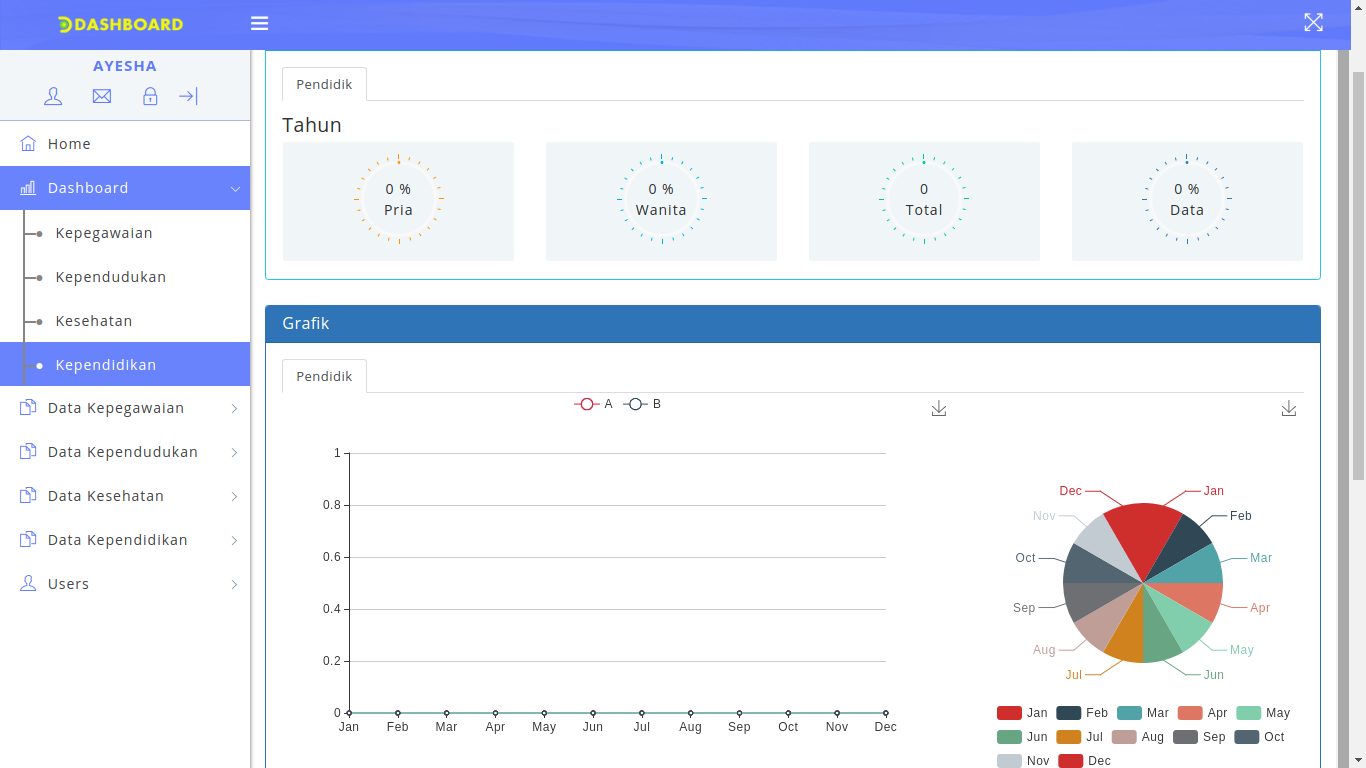 DASHBOARD
AYESHA
Home
Dashboard
Kepegawaian
Kependudukan
Kesehatan
Kependidikan
Data Kepegawaian
Data Kependudukan
Data Kesehatan
Data Kependidikan
Users
Pendidik
Tahun
0 %
Pria
0 %
Wanita
0
Total
0 %
Data
Grafik
Pendidik
A B
1
0.8
0.6
0.4
0.2
0
Jan Feb Mar Apr May Jun Jul Aug Sep Oct Nov Dec
Dec Jan
Nov Feb
Oct Mar
Sep Apr
Aug May
Jul Jun
Jan Feb Mar Apr May
Jun Jul Aug Sep Oct
Nov Dec